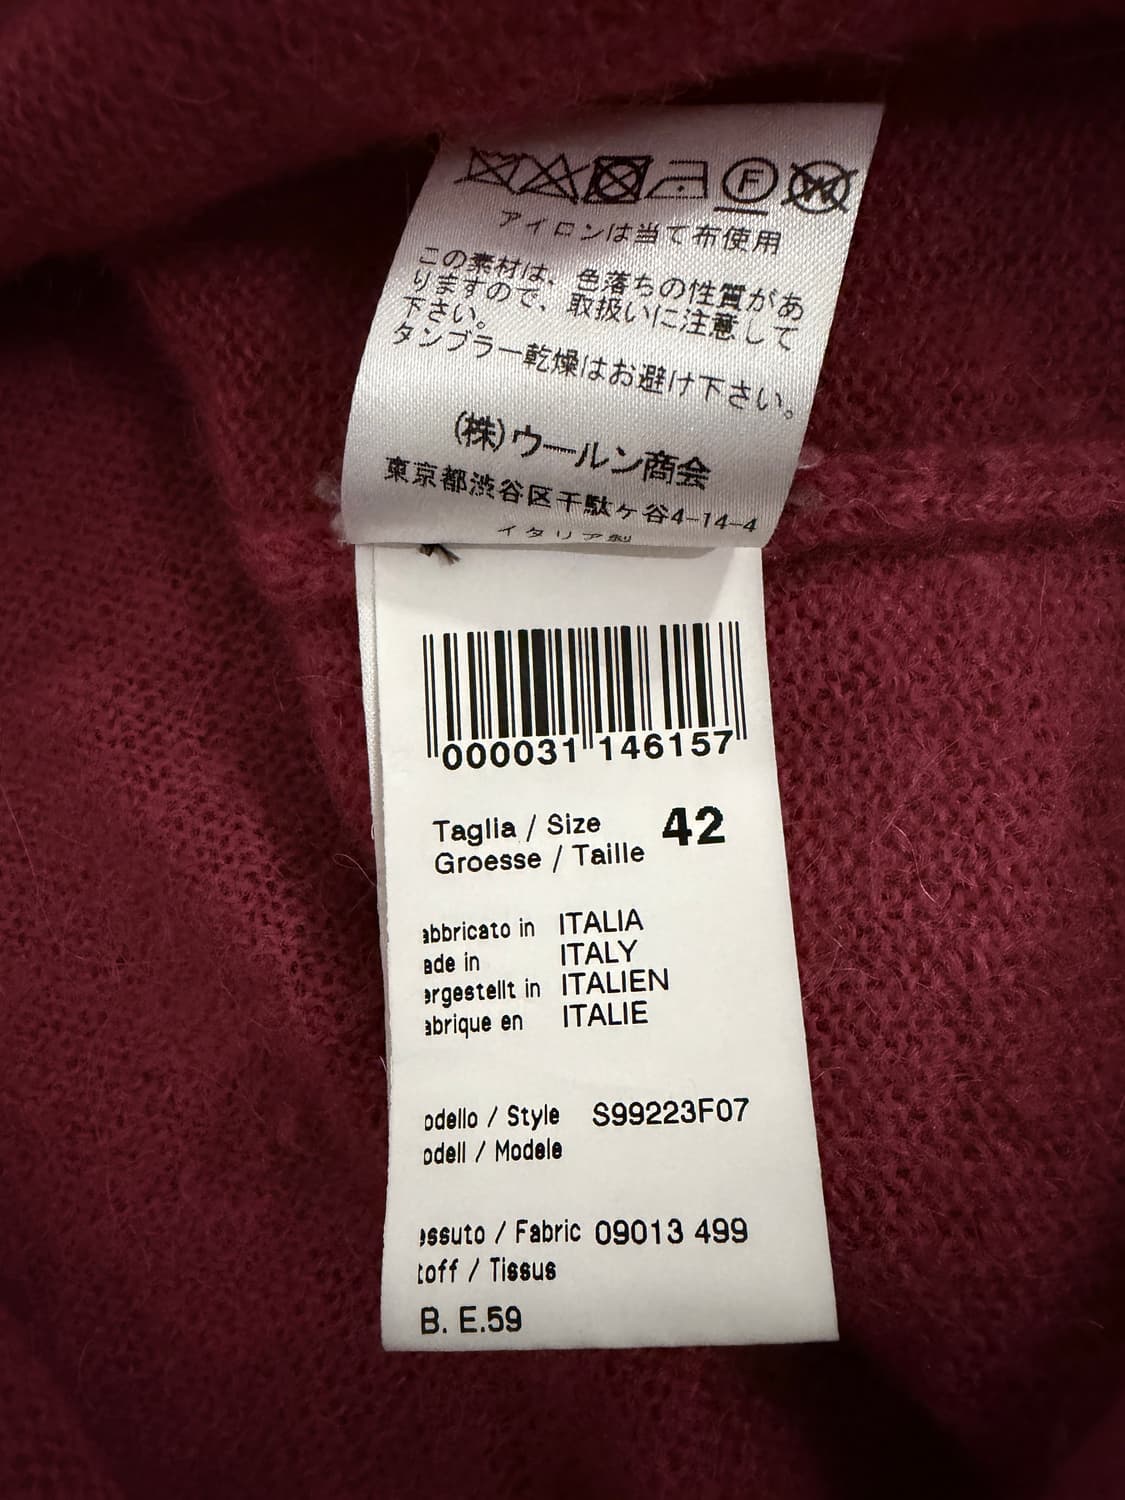 F W
アイロンは当て布使用
この素材は、色落ちの性質があ
りますので、取扱いに注意して
下さい。
タンブラー乾燥はお避け下さい。
(株)ウールン商会
東京都渋谷区千駄ヶ谷4-14-4
イタリア製
000031 146157
Taglia / Size 42
Groesse / Taille
abbricato in ITALIA
ade in ITALY
ergestellt in ITALIEN
abrique en ITALIE
odello / Style S99223F07
odell / Modele
essuto / Fabric 09013 499
toff / Tissus
B. E.59